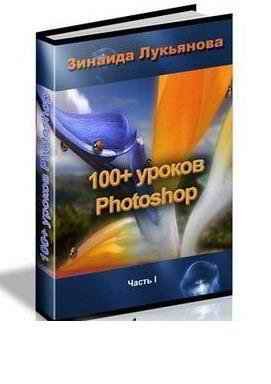 Зинаида Лукьянова
100+ уроков
Photoshop
Часть I
100+ уроков Photoshop